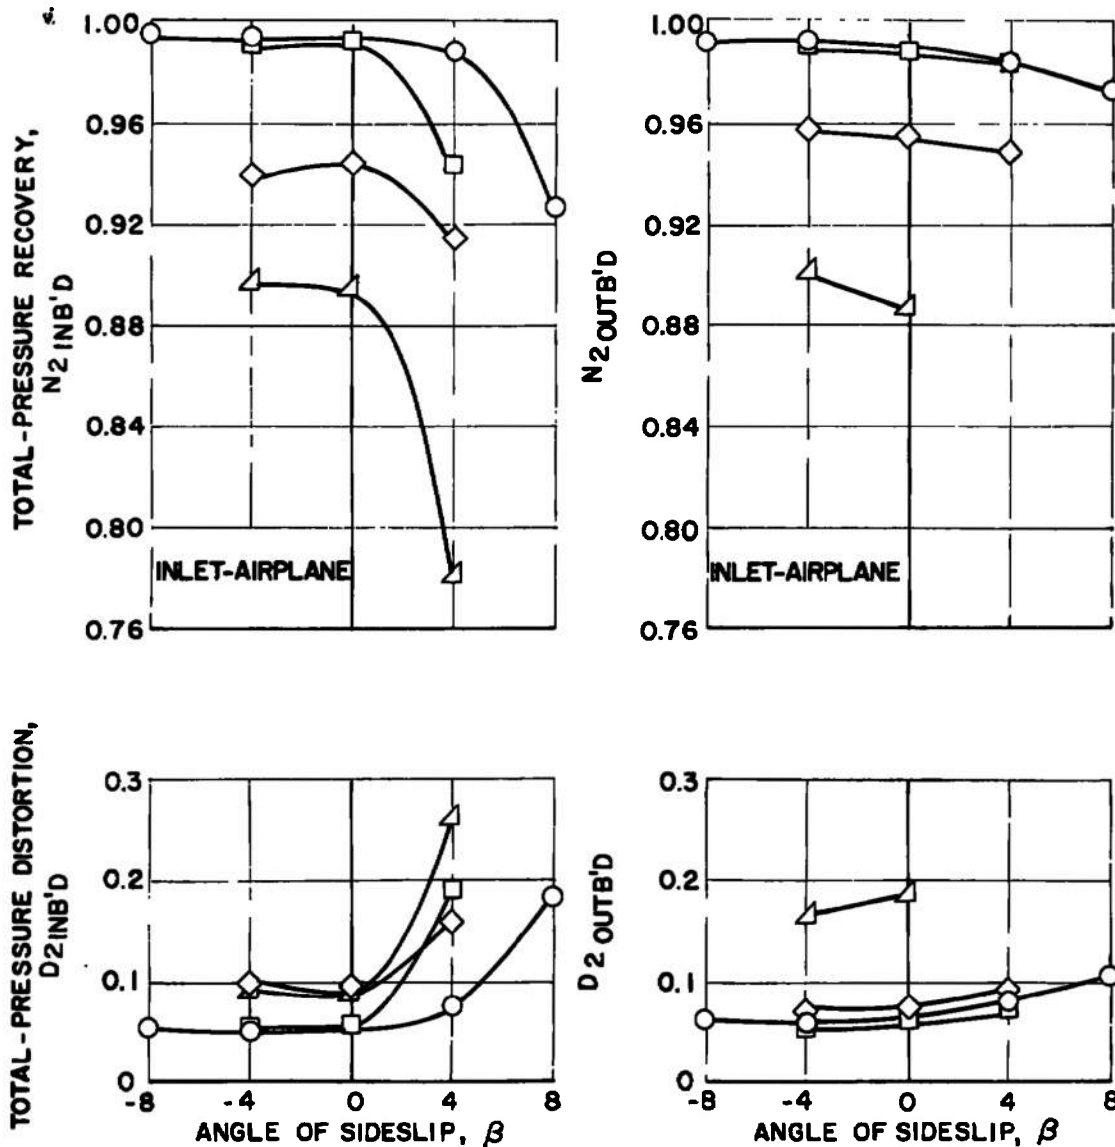 TOTAL-PRESSURE RECOVERY,
N2 INB'D
1.00
0.96
0.92
0.88
0.84
0.80
0.76
INLET-AIRPLANE
N2 OUTB'D
1.00
0.96
0.92
0.88
0.84
0.80
0.76
INLET-AIRPLANE
TOTAL-PRESSURE DISTORTION,
D2 INB'D
0.3
0.2
0.1
0
-8 -4 0 4 8
ANGLE OF SIDESLIP, β
D2 OUTB'D
0.3
0.2
0.1
0
-8 -4 0 4 8
ANGLE OF SIDESLIP, β